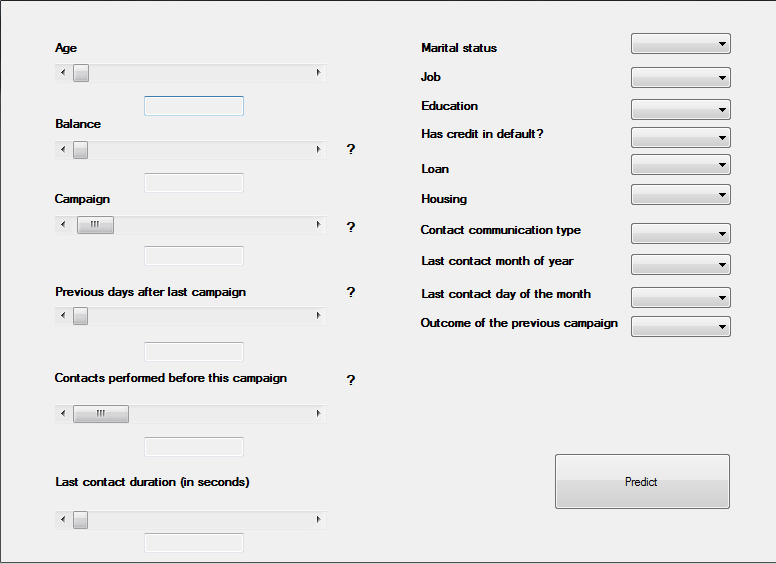 Age
Balance
?
Campaign
?
Previous days after last campaign
?
Contacts performed before this campaign
?
Last contact duration (in seconds)
Marital status
Job
Education
Has credit in default?
Loan
Housing
Contact communication type
Last contact month of year
Last contact day of the month
Outcome of the previous campaign
Predict